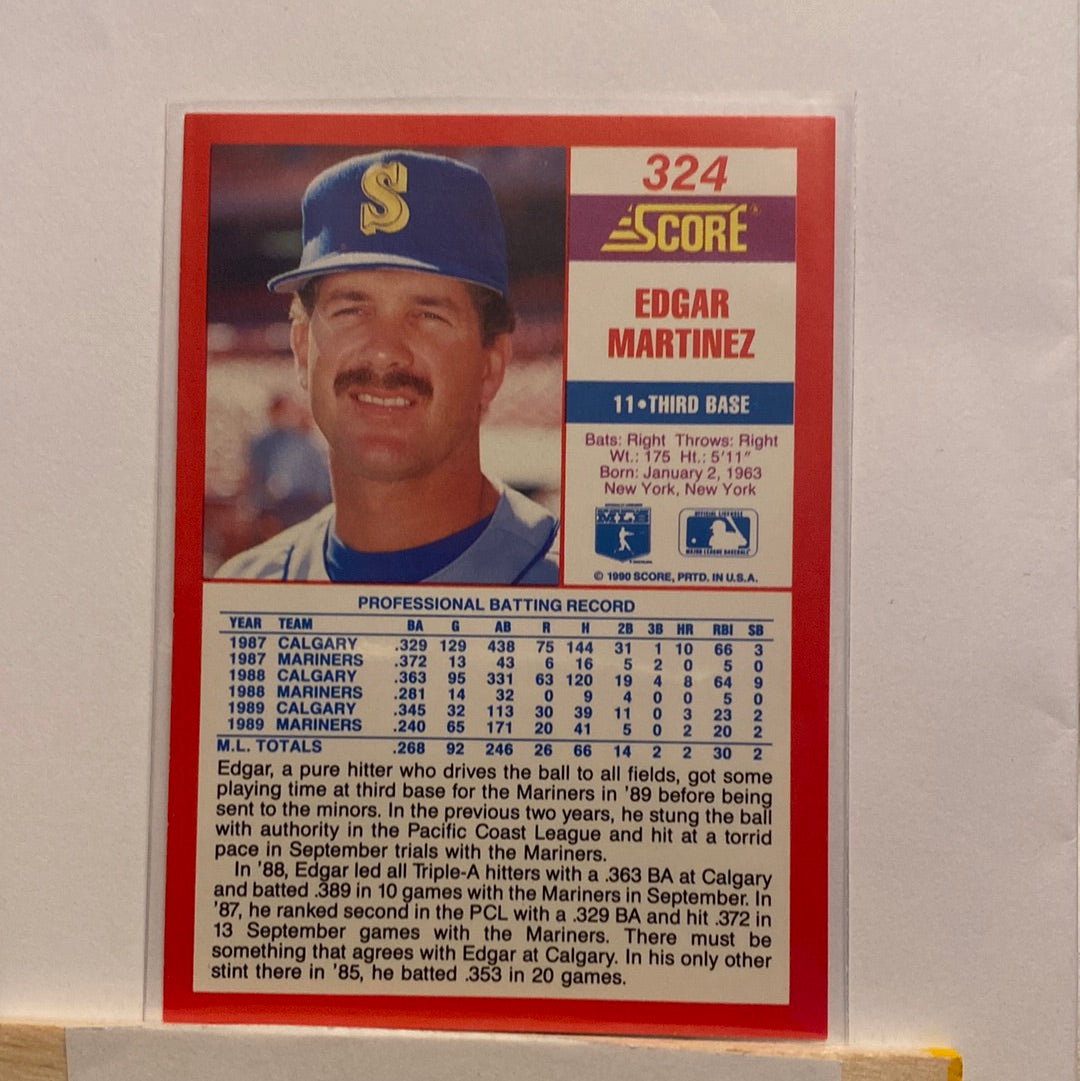 S
324
SCORE®
EDGAR
MARTINEZ
11•THIRD BASE
Bats: Right Throws: Right
Wt.: 175 Ht.: 5'11"
Born: January 2, 1963
New York, New York
MLB
OFFICIAL LICENSEE
MAJOR LEAGUE BASEBALL
© 1990 SCORE, PRTD. IN U.S.A.
PROFESSIONAL BATTING RECORD
YEAR TEAM BA G AB R H 2B 3B HR RBI SB
1987 CALGARY .329 129 438 75 144 31 1 10 66 3
1987 MARINERS .372 13 43 6 16 5 2 0 5 0
1988 CALGARY .363 95 331 63 120 19 4 8 64 9
1988 MARINERS .281 14 32 0 9 4 0 0 5 0
1989 CALGARY .345 32 113 30 39 11 0 3 23 2
1989 MARINERS .240 65 171 20 41 5 0 2 20 2
M.L. TOTALS .268 92 246 26 66 14 2 2 30 2
Edgar, a pure hitter who drives the ball to all fields, got some
playing time at third base for the Mariners in '89 before being
sent to the minors. In the previous two years, he stung the ball
with authority in the Pacific Coast League and hit at a torrid
pace in September trials with the Mariners.
In '88, Edgar led all Triple-A hitters with a .363 BA at Calgary
and batted .389 in 10 games with the Mariners in September. In
'87, he ranked second in the PCL with a .329 BA and hit .372 in
13 September games with the Mariners. There must be
something that agrees with Edgar at Calgary. In his only other
stint there in '85, he batted .353 in 20 games.